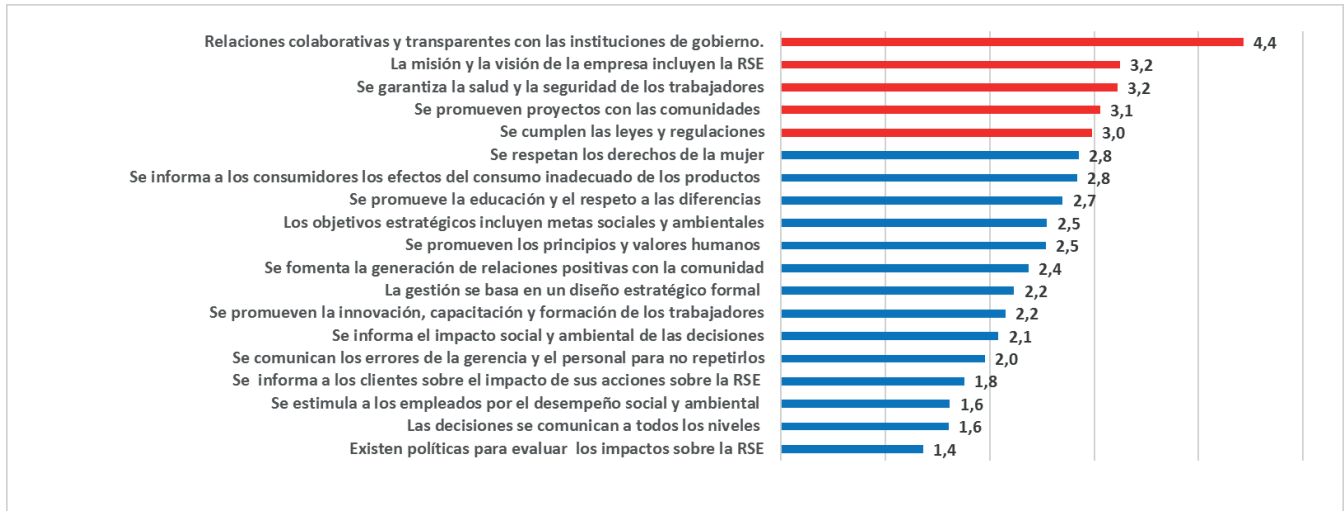 Relaciones colaborativas y transparentes con las instituciones de gobierno. 4,4
La misión y la visión de la empresa incluyen la RSE 3,2
Se garantiza la salud y la seguridad de los trabajadores 3,2
Se promueven proyectos con las comunidades 3,1
Se cumplen las leyes y regulaciones 3,0
Se respetan los derechos de la mujer 2,8
Se informa a los consumidores los efectos del consumo inadecuado de los productos 2,8
Se promueve la educación y el respeto a las diferencias 2,7
Los objetivos estratégicos incluyen metas sociales y ambientales 2,5
Se promueven los principios y valores humanos 2,5
Se fomenta la generación de relaciones positivas con la comunidad 2,4
La gestión se basa en un diseño estratégico formal 2,2
Se promueven la innovación, capacitación y formación de los trabajadores 2,2
Se informa el impacto social y ambiental de las decisiones 2,1
Se comunican los errores de la gerencia y el personal para no repetirlos 2,0
Se informa a los clientes sobre el impacto de sus acciones sobre la RSE 1,8
Se estimula a los empleados por el desempeño social y ambiental 1,6
Las decisiones se comunican a todos los niveles 1,6
Existen políticas para evaluar los impactos sobre la RSE 1,4